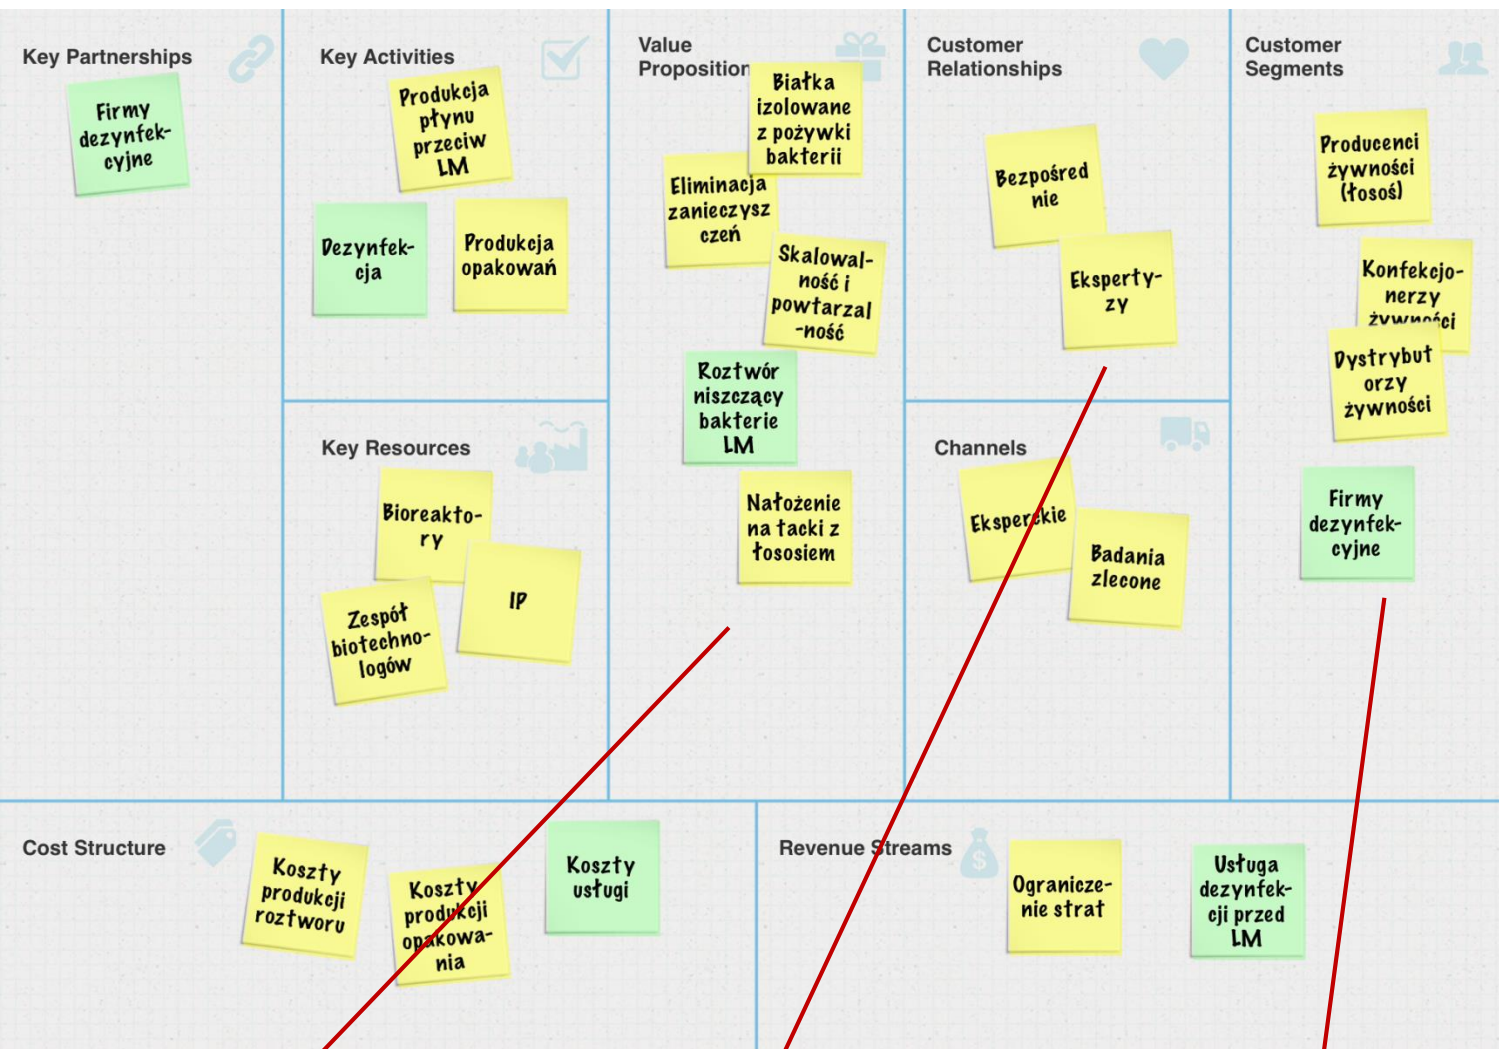 Key Partnerships
Firmy
dezynfek-
cyjne
Key Activities
Produkcja
płynu
przeciw
LM
Dezynfek-
cja
Produkcja
opakowań
Key Resources
Bioreakto-
ry
IP
Zespół
biotechno-
logów
Value
Proposition
Białka
izolowane
z pożywki
bakterii
Eliminacja
zanieczysz
czeń
Skalowal-
ność i
powtarzal
-ność
Roztwór
niszczący
bakterie
LM
Nałożenie
na tacki z
łososiem
Customer
Relationships
Bezpośred
nie
Eksperty-
zy
Channels
Eksperckie
Badania
zlecone
Customer
Segments
Producenci
żywności
(łosoś)
Konfekcjo-
nerzy
żywności
Dystrybut
orzy
żywności
Firmy
dezynfek-
cyjne
Cost Structure
Koszty
produkcji
roztworu
Koszty
produkcji
opakowa-
nia
Koszty
usługi
Revenue Streams
$
Ogranicze-
nie strat
Usługa
dezynfek-
cji przed
LM